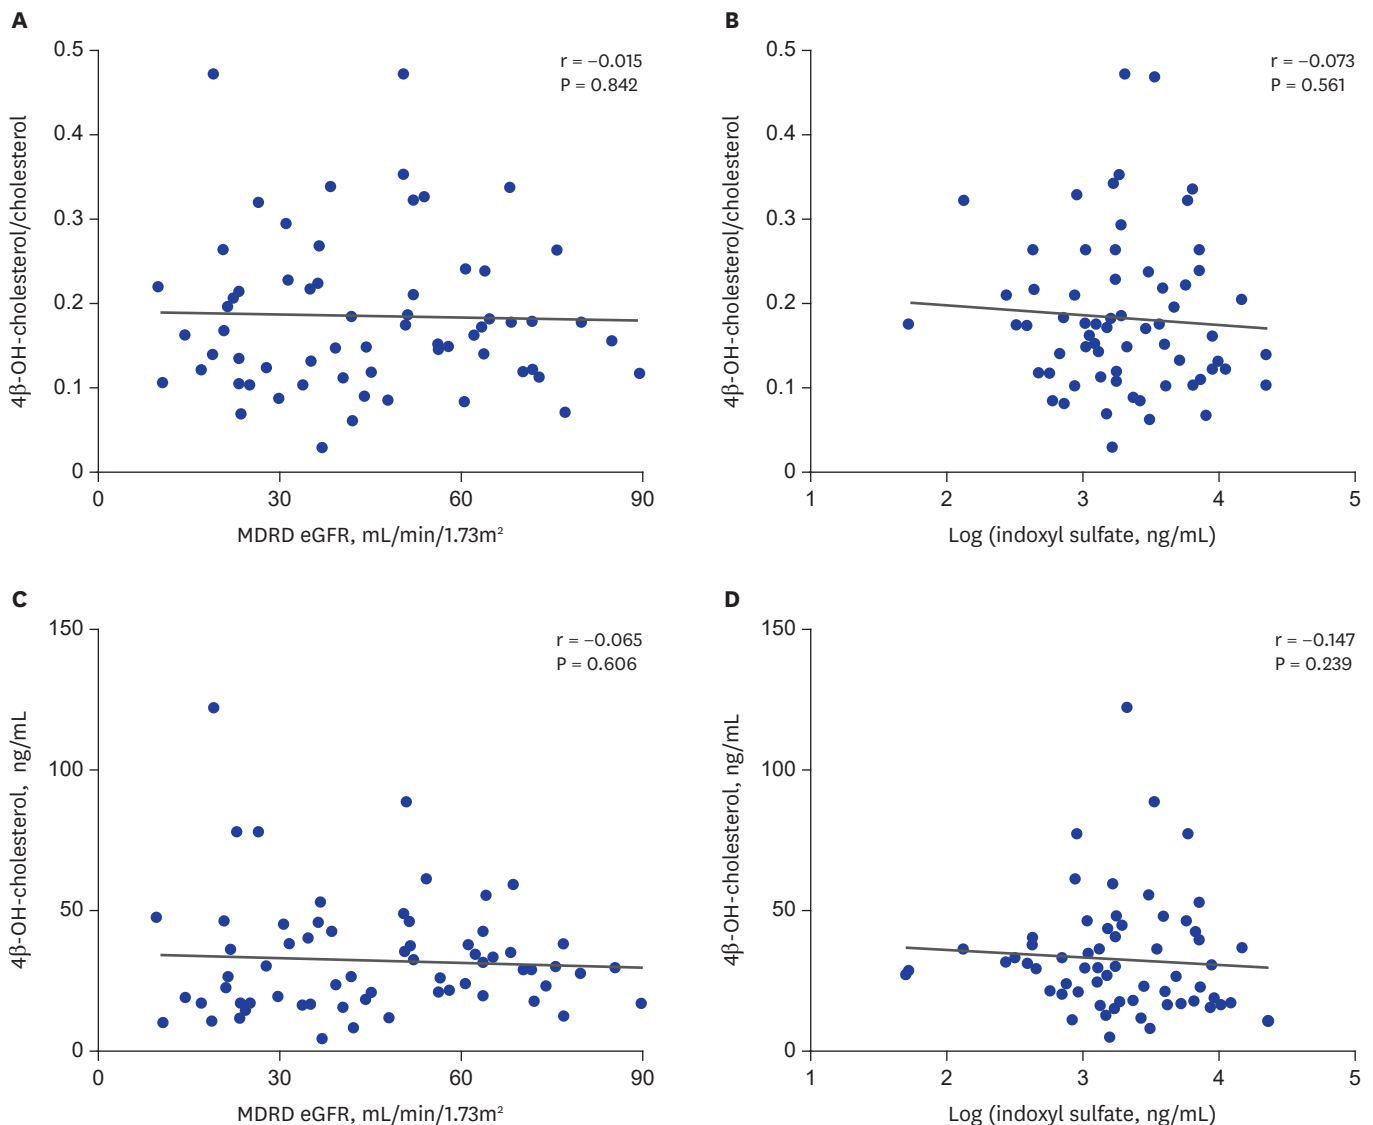 A
r = −0.015
P = 0.842
4β-OH-cholesterol/cholesterol
0.5
0.4
0.3
0.2
0.1
0
0 30 60 90
MDRD eGFR, mL/min/1.73m²
B
r = −0.073
P = 0.561
4β-OH-cholesterol/cholesterol
0.5
0.4
0.3
0.2
0.1
0
1 2 3 4 5
Log (indoxyl sulfate, ng/mL)
C
r = −0.065
P = 0.606
4β-OH-cholesterol, ng/mL
150
100
50
0
0 30 60 90
MDRD eGFR, mL/min/1.73m²
D
r = −0.147
P = 0.239
4β-OH-cholesterol, ng/mL
150
100
50
0
1 2 3 4 5
Log (indoxyl sulfate, ng/mL)